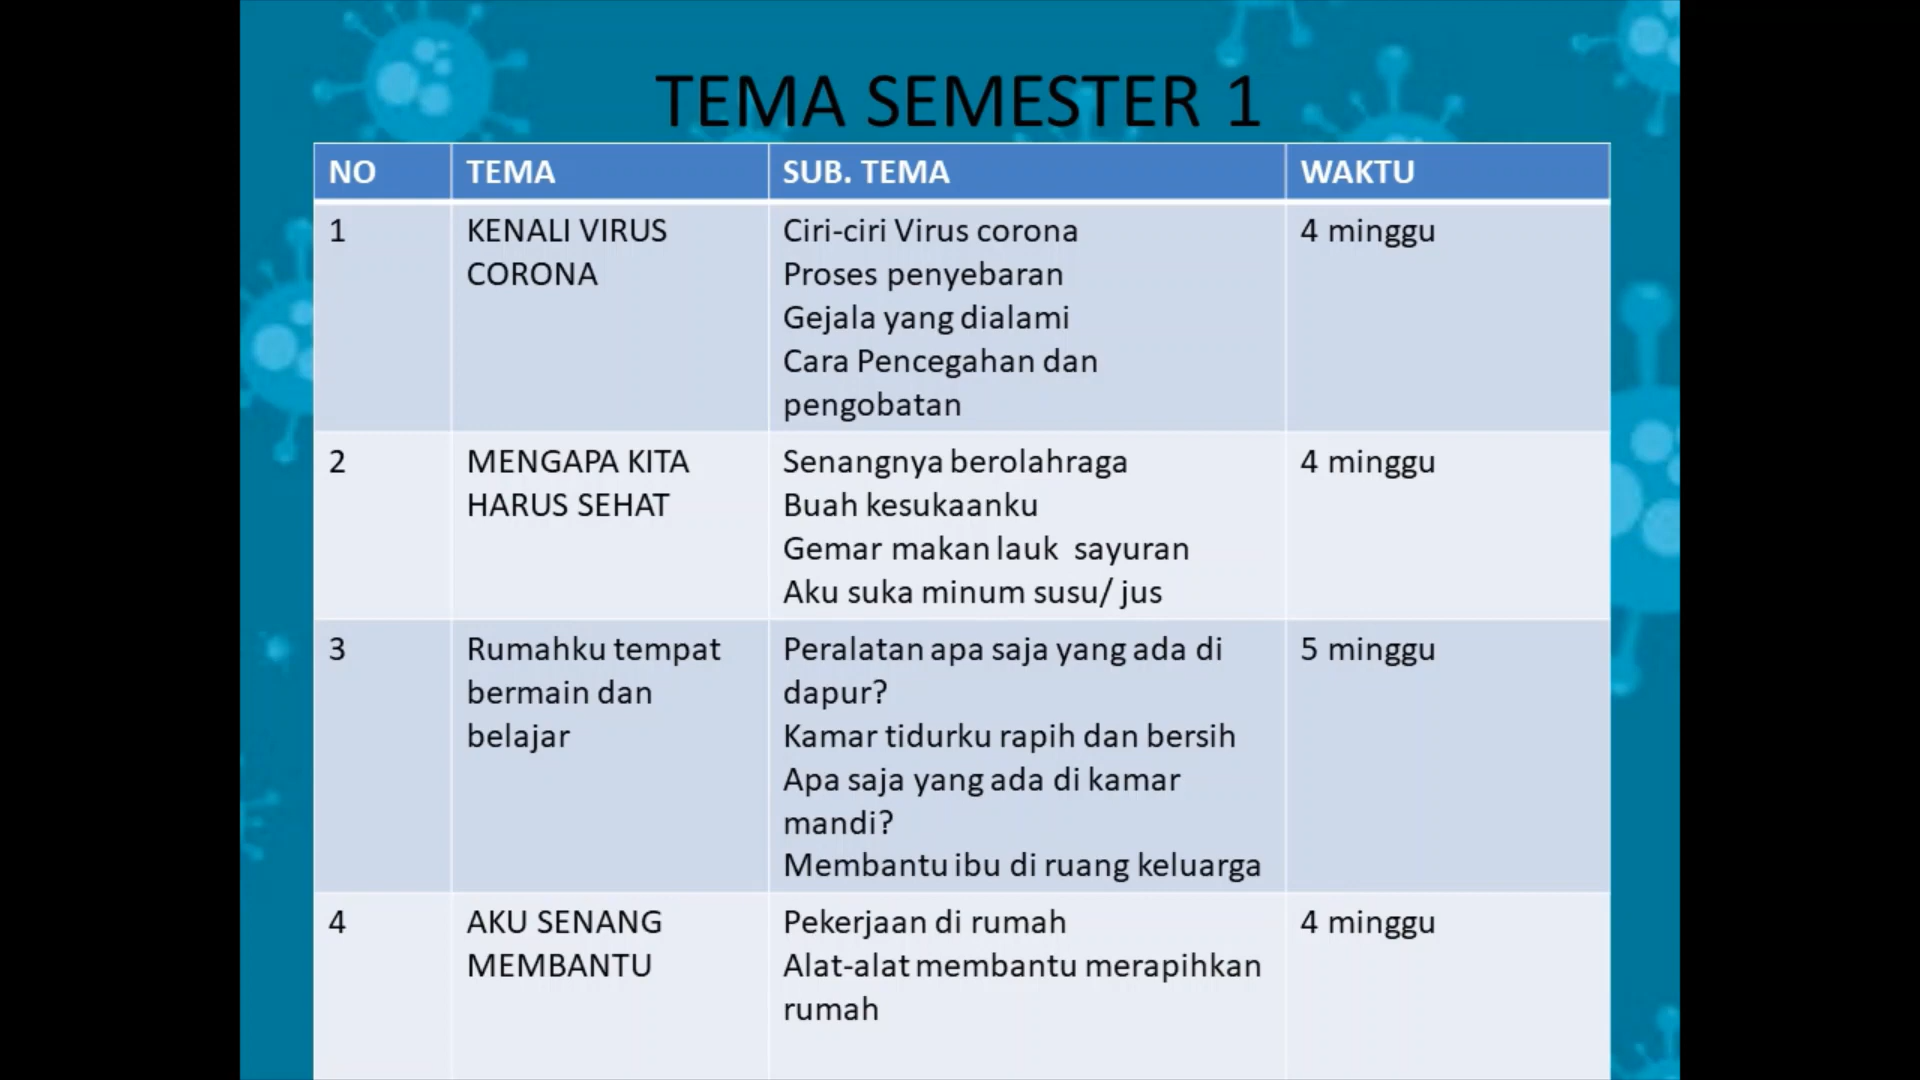 TEMA SEMESTER 1
NO TEMA SUB. TEMA WAKTU
1 KENALI VIRUS Ciri-ciri Virus corona 4 minggu
CORONA Proses penyebaran
Gejala yang dialami
Cara Pencegahan dan
pengobatan
2 MENGAPA KITA Senangnya berolahraga 4 minggu
HARUS SEHAT Buah kesukaanku
Gemar makan lauk sayuran
Aku suka minum susu/ jus
3 Rumahku tempat Peralatan apa saja yang ada di 5 minggu
bermain dan dapur?
belajar Kamar tidurku rapih dan bersih
Apa saja yang ada di kamar
mandi?
Membantu ibu di ruang keluarga
4 AKU SENANG Pekerjaan di rumah 4 minggu
MEMBANTU Alat-alat membantu merapihkan
rumah